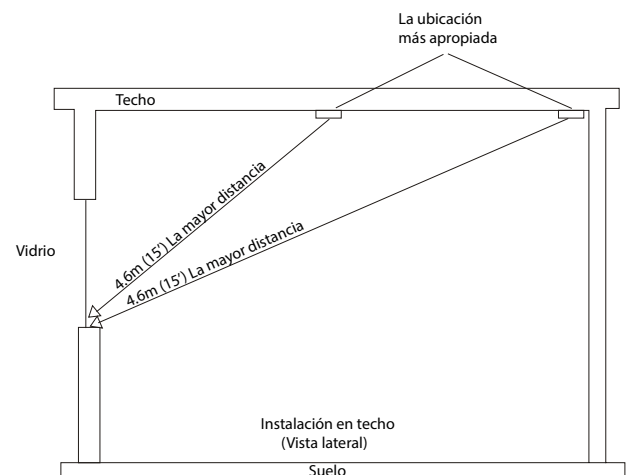 La ubicación
más apropiada
Techo
4.6m (15') La mayor distancia
4.6m (15') La mayor distancia
Vidrio
Instalación en techo
(Vista lateral)
Suelo